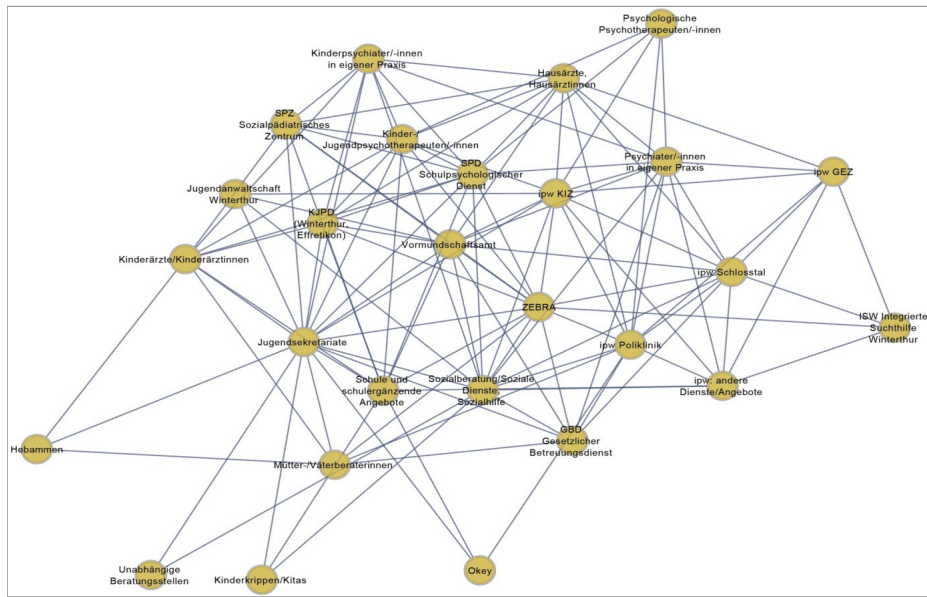 Psychologische
Psychotherapeuten/-innen
Kinderpsychiater/-innen
in eigener Praxis
Hausärzte,
Hausärztinnen
SPZ
Sozialpädiatrisches
Zentrum
Kinder-/
Jugendpsychotherapeuten/-innen
SPD
Schulpsychologischer
Dienst
Psychiater/-innen
in eigener Praxis
ipw GEZ
Jugendanwaltschaft
Winterthur
ipw KIZ
KJPD
(Winterthur,
Effretikon)
Vormundschaftsamt
Kinderärzte/Kinderärztinnen
ipw Schlosstal
ZEBRA
ISW Integrierte
Suchthilfe
Winterthur
Jugendsekretariate
ipw Poliklinik
Schule und
schulergänzende
Angebote
Sozialberatung/Soziale
Dienste,
Sozialhilfe
ipw: andere
Dienste/Angebote
GBD
Gesetzlicher
Betreuungsdienst
Hebammen
Mütter-/Väterberaterinnen
Unabhängige
Beratungsstellen
Kinderkrippen/Kitas
Okey